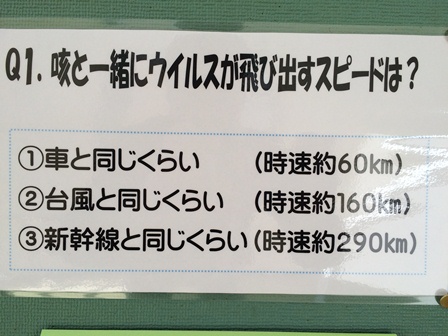 Q1. 咳と一緒にウイルスが飛び出すスピードは？
①車と同じくらい （時速約60km）
②台風と同じくらい （時速約160km）
③新幹線と同じくらい（時速約290km）